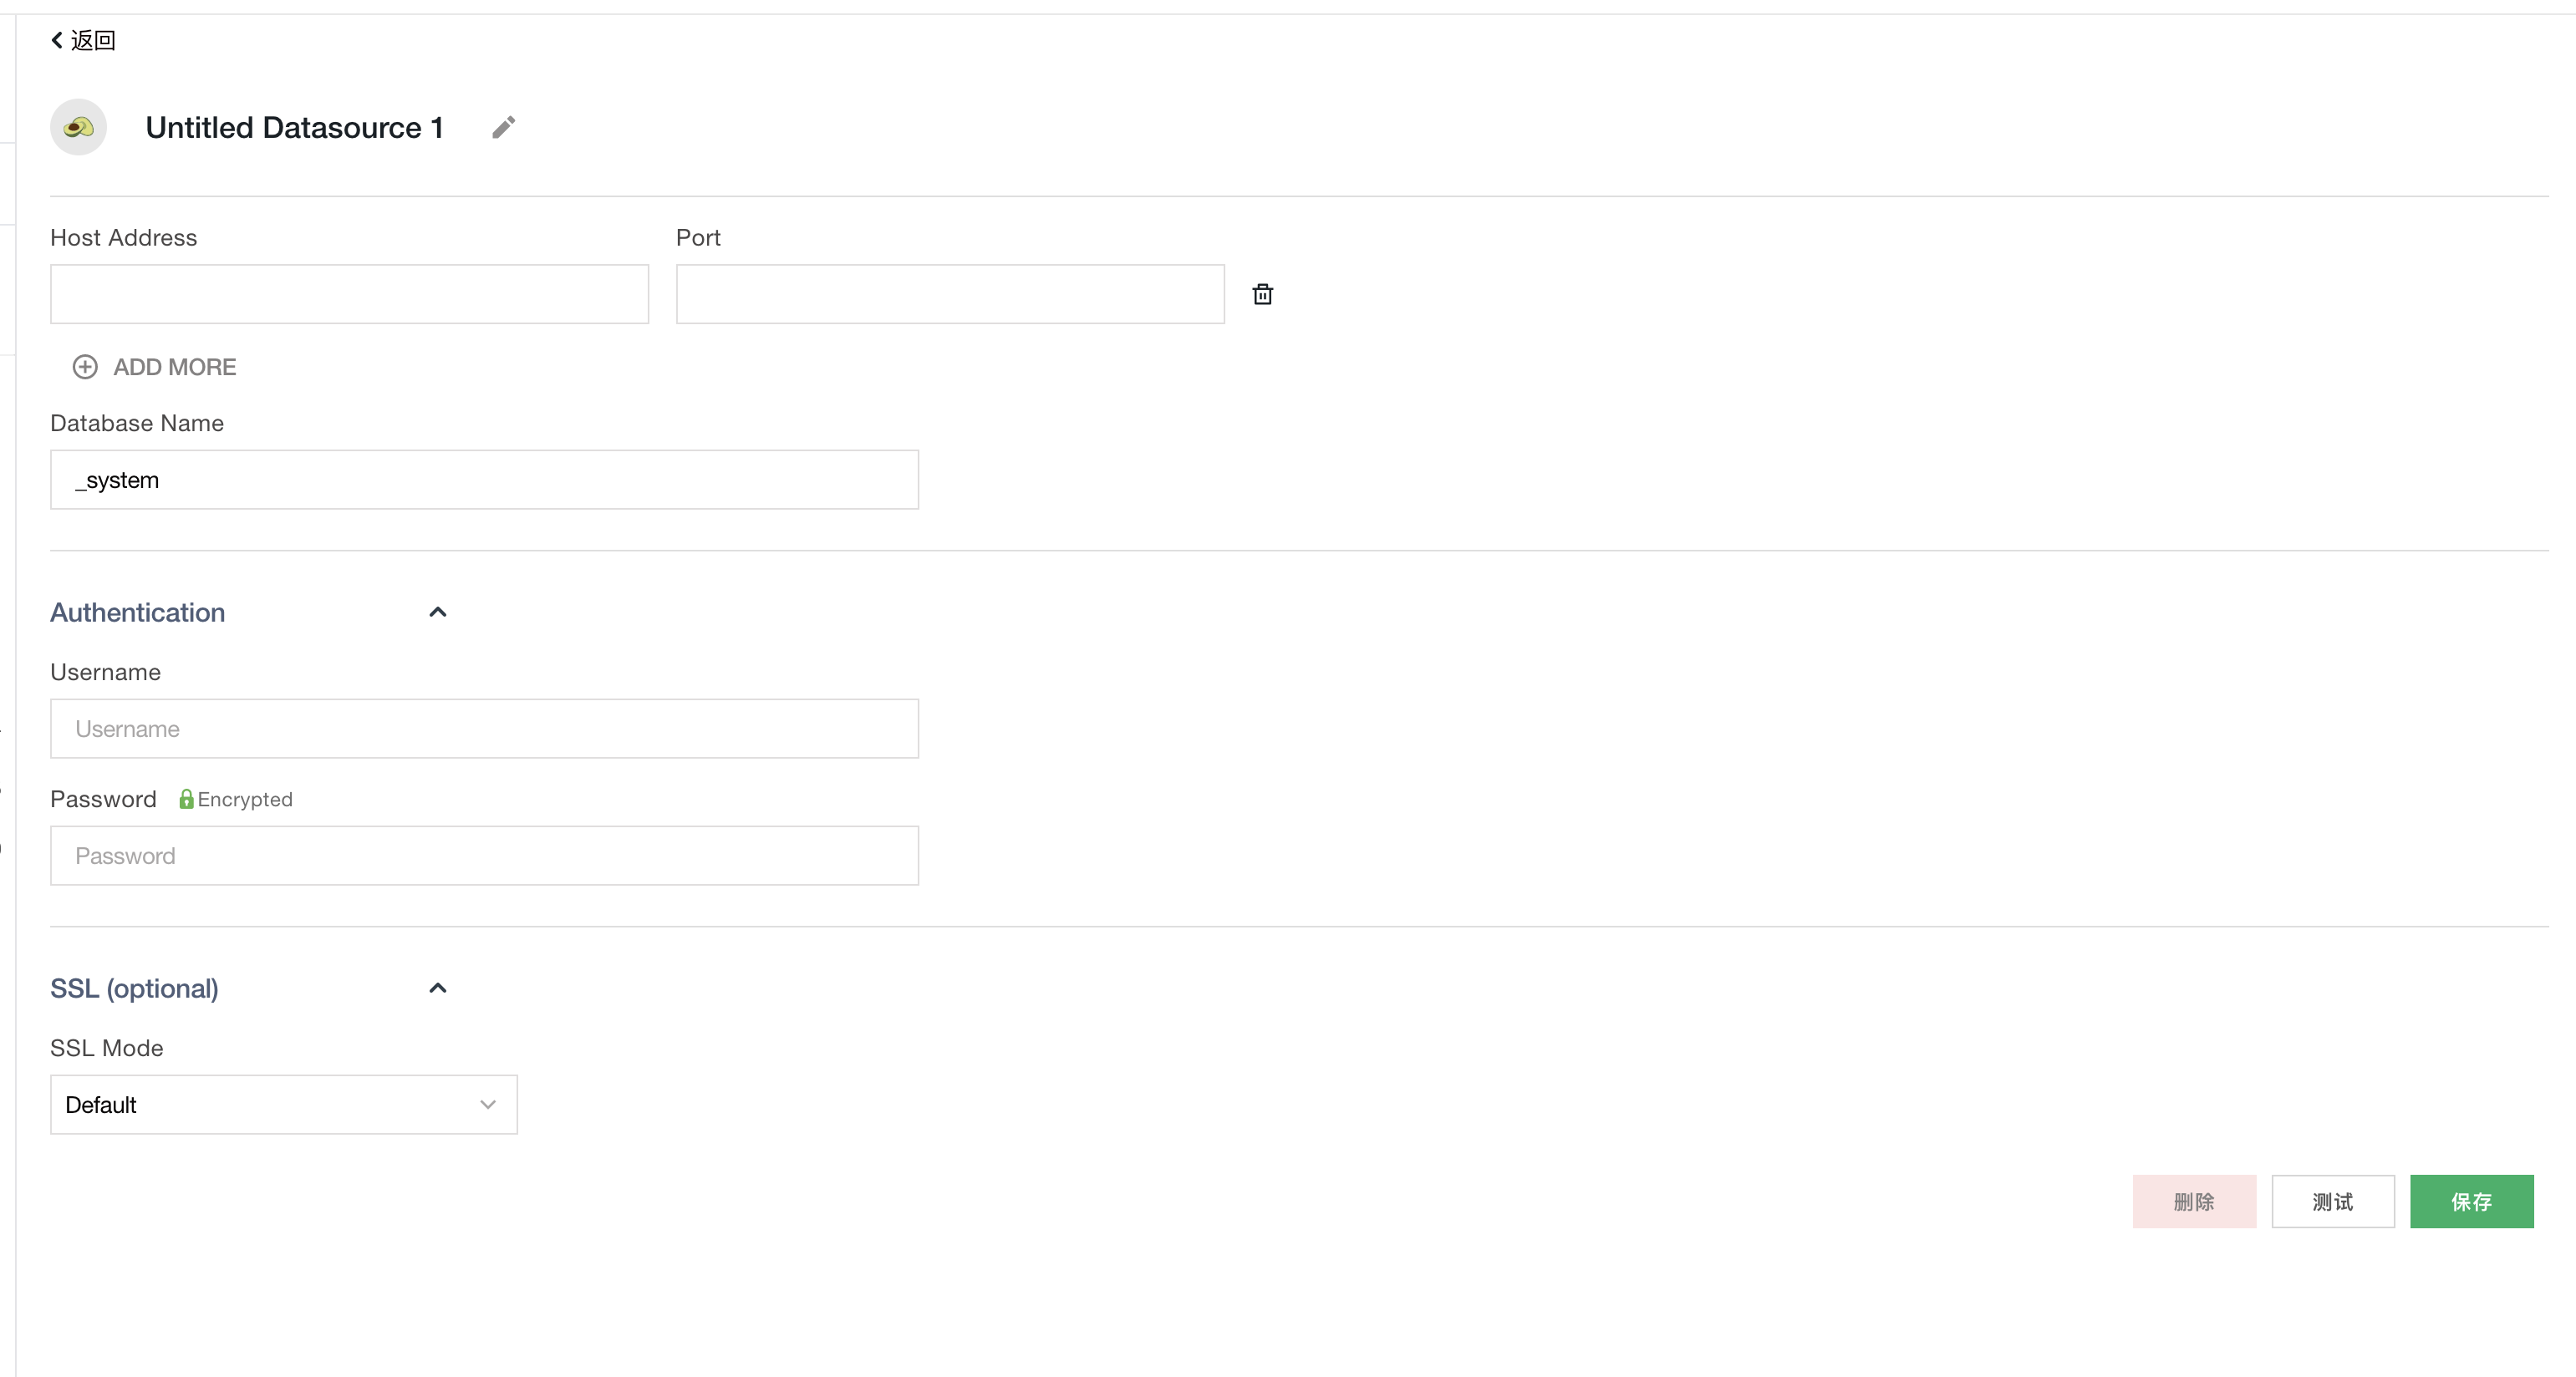 返回
Untitled Datasource 1
Host Address Port
ADD MORE
Database Name
_system
Authentication
Username
Username
Password Encrypted
Password
SSL (optional)
SSL Mode
Default
删除 测试 保存